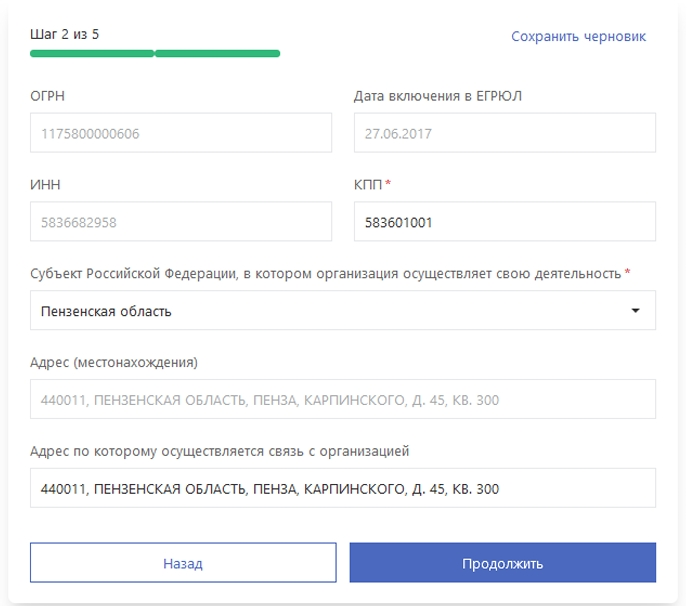 Шаг 2 из 5
Сохранить черновик
ОГРН
Дата включения в ЕГРЮЛ
1175800000606
27.06.2017
ИНН
КПП *
5836682958
583601001
Субъект Российской Федерации, в котором организация осуществляет свою деятельность *
Пензенская область
Адрес (местонахождения)
440011, ПЕНЗЕНСКАЯ ОБЛАСТЬ, ПЕНЗА, КАРПИНСКОГО, Д. 45, КВ. 300
Адрес по которому осуществляется связь с организацией
440011, ПЕНЗЕНСКАЯ ОБЛАСТЬ, ПЕНЗА, КАРПИНСКОГО, Д. 45, КВ. 300
Назад
Продолжить